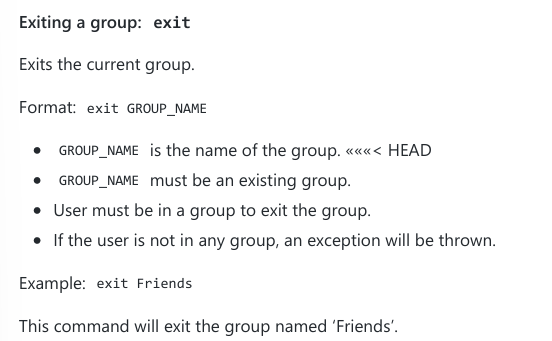 Exiting a group: exit
Exits the current group.
Format: exit GROUP_NAME
• GROUP_NAME is the name of the group. «««< HEAD
• GROUP_NAME must be an existing group.
• User must be in a group to exit the group.
• If the user is not in any group, an exception will be thrown.
Example: exit Friends
This command will exit the group named ‘Friends’.